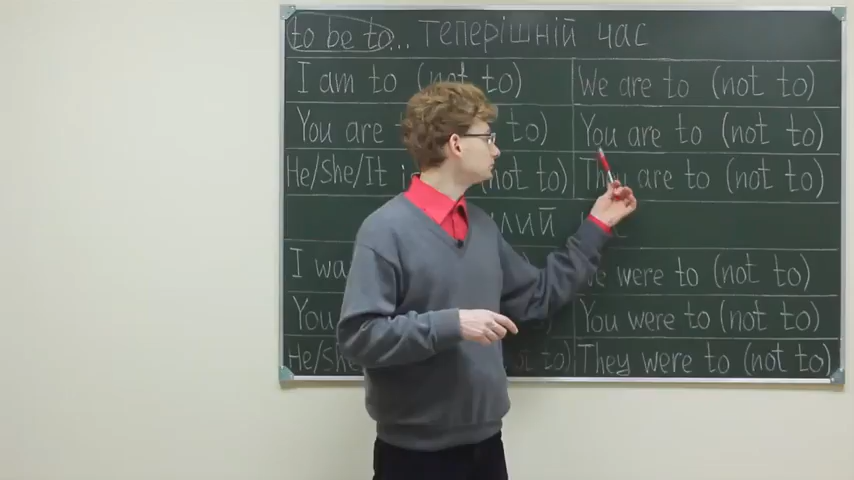 to be to... теперішній час
I am to (not to) We are to (not to)
You are to) You are to (not to)
He/She/It (not to) They are to (not to)
I We were to (not to)
You You were to (not to)
He/She to) They were to (not to)